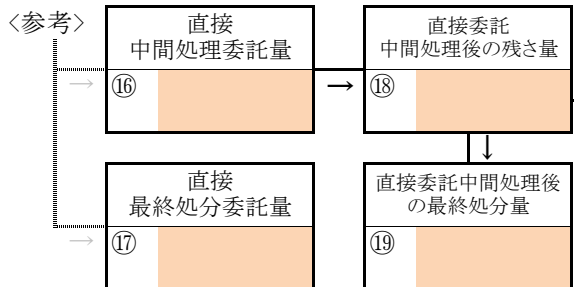 〈参考〉
直接
中間処理委託量
⑯
→
→
直接委託
中間処理後の残さ量
⑱
↓
直接
最終処分委託量
→
⑰
直接委託中間処理後
の最終処分量
⑲